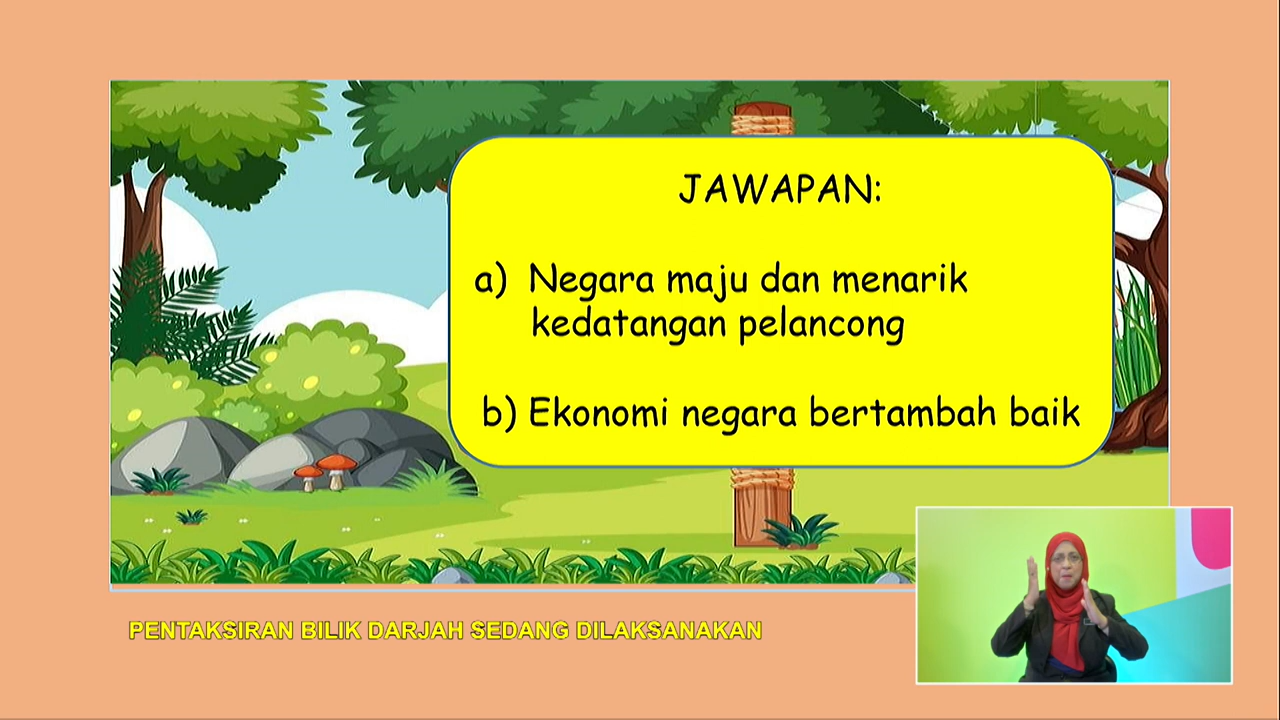 JAWAPAN:
a) Negara maju dan menarik
kedatangan pelancong
b) Ekonomi negara bertambah baik
PENTAKSIRAN BILIK DARJAH SEDANG DILAKSANAKAN